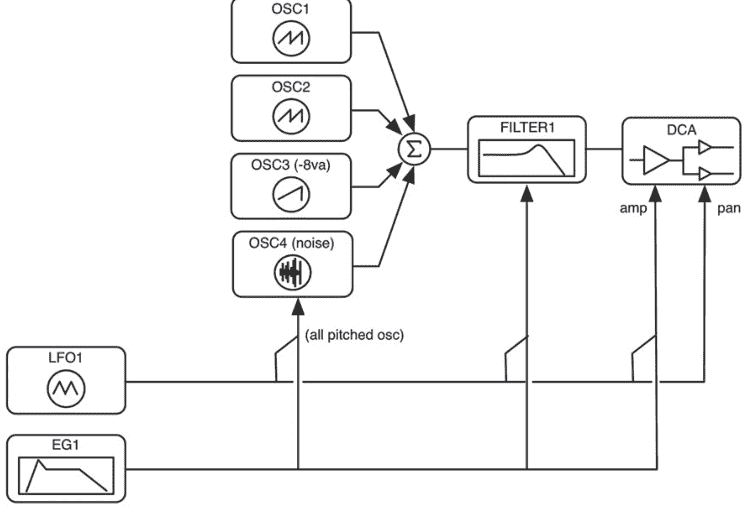 OSC1
OSC2
OSC3 (-8va)
OSC4 (noise)
Σ
FILTER1
DCA
amp
pan
(all pitched osc)
LFO1
EG1